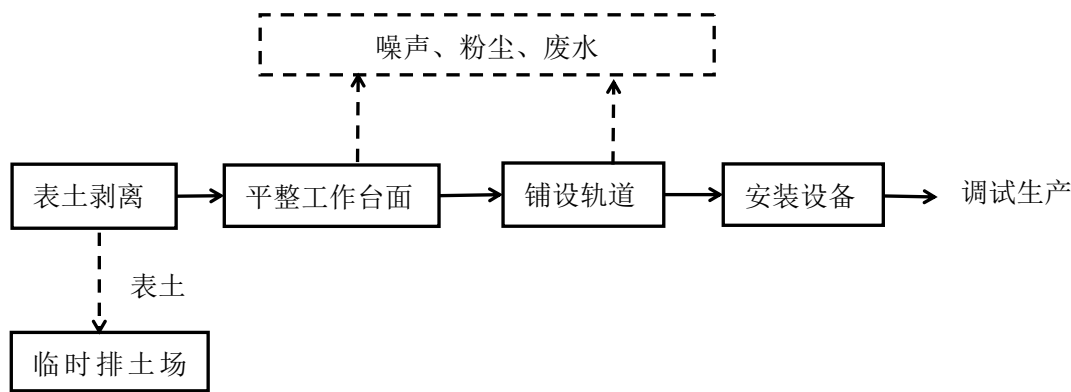 噪声、粉尘、废水
表土剥离
平整工作台面
铺设轨道
安装设备
调试生产
表土
临时排土场